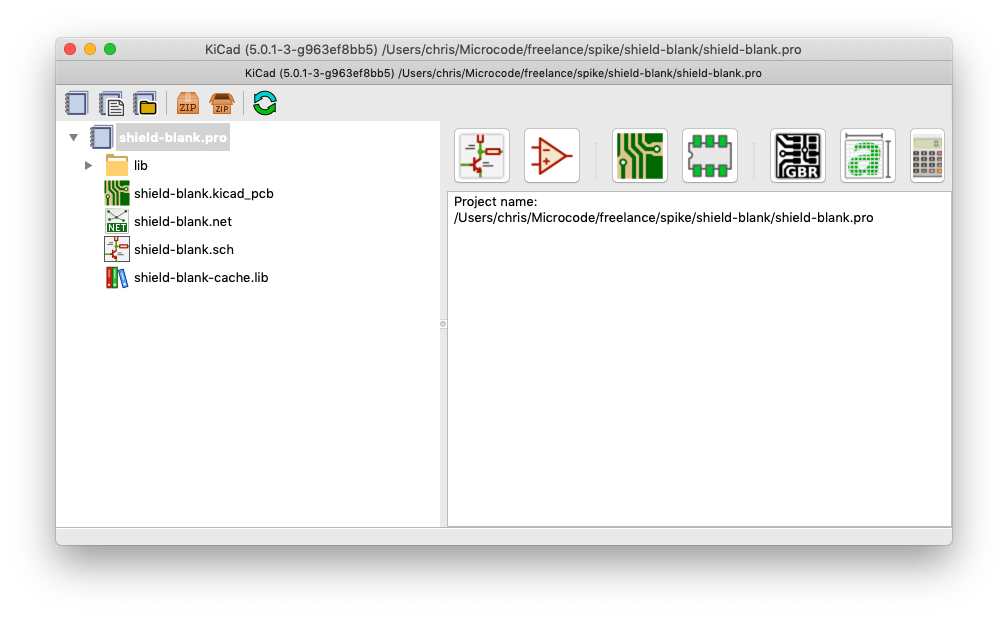 KiCad (5.0.1-3-g963ef8bb5) /Users/chris/Microcode/freelance/spike/shield-blank/shield-blank.pro
KiCad (5.0.1-3-g963ef8bb5) /Users/chris/Microcode/freelance/spike/shield-blank/shield-blank.pro
ZIP
ZIP
shield-blank.pro
lib
shield-blank.kicad_pcb
NET
shield-blank.net
shield-blank.sch
shield-blank-cache.lib
GBR
a
Project name:
/Users/chris/Microcode/freelance/spike/shield-blank/shield-blank.pro